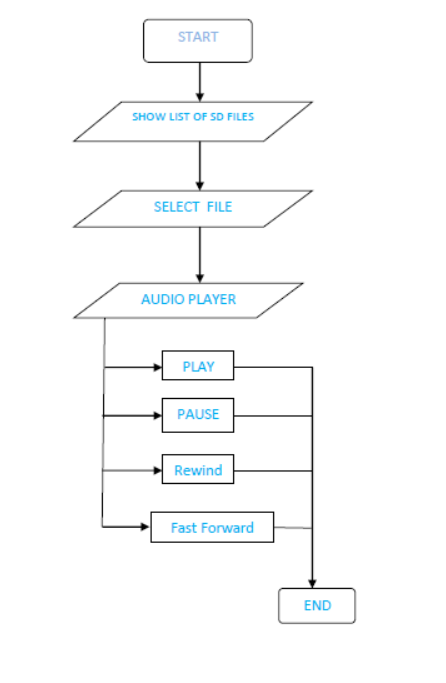 START
SHOW LIST OF SD FILES
SELECT FILE
AUDIO PLAYER
PLAY
PAUSE
Rewind
Fast Forward
END